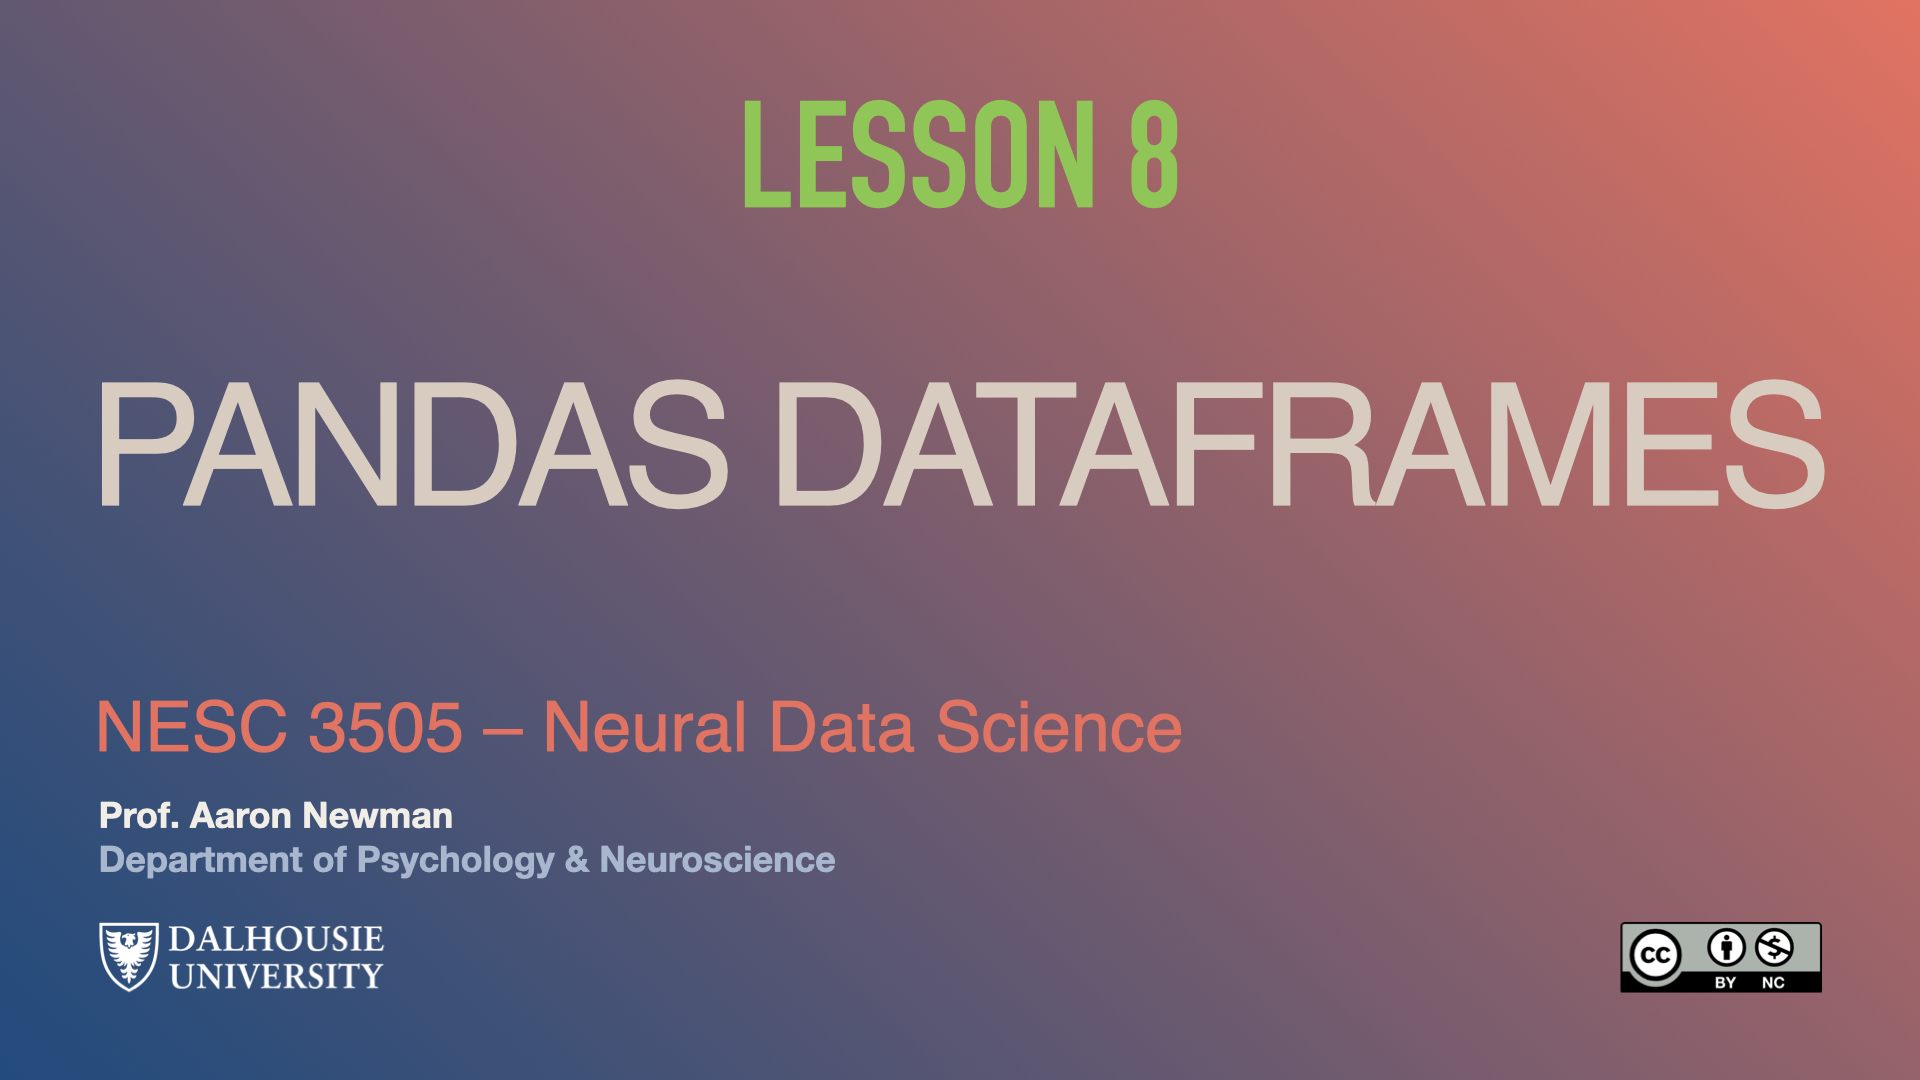 LESSON 8
PANDAS DATAFRAMES
NESC 3505 – Neural Data Science
Prof. Aaron Newman
Department of Psychology & Neuroscience
DALHOUSIE
UNIVERSITY
CC
BY NC